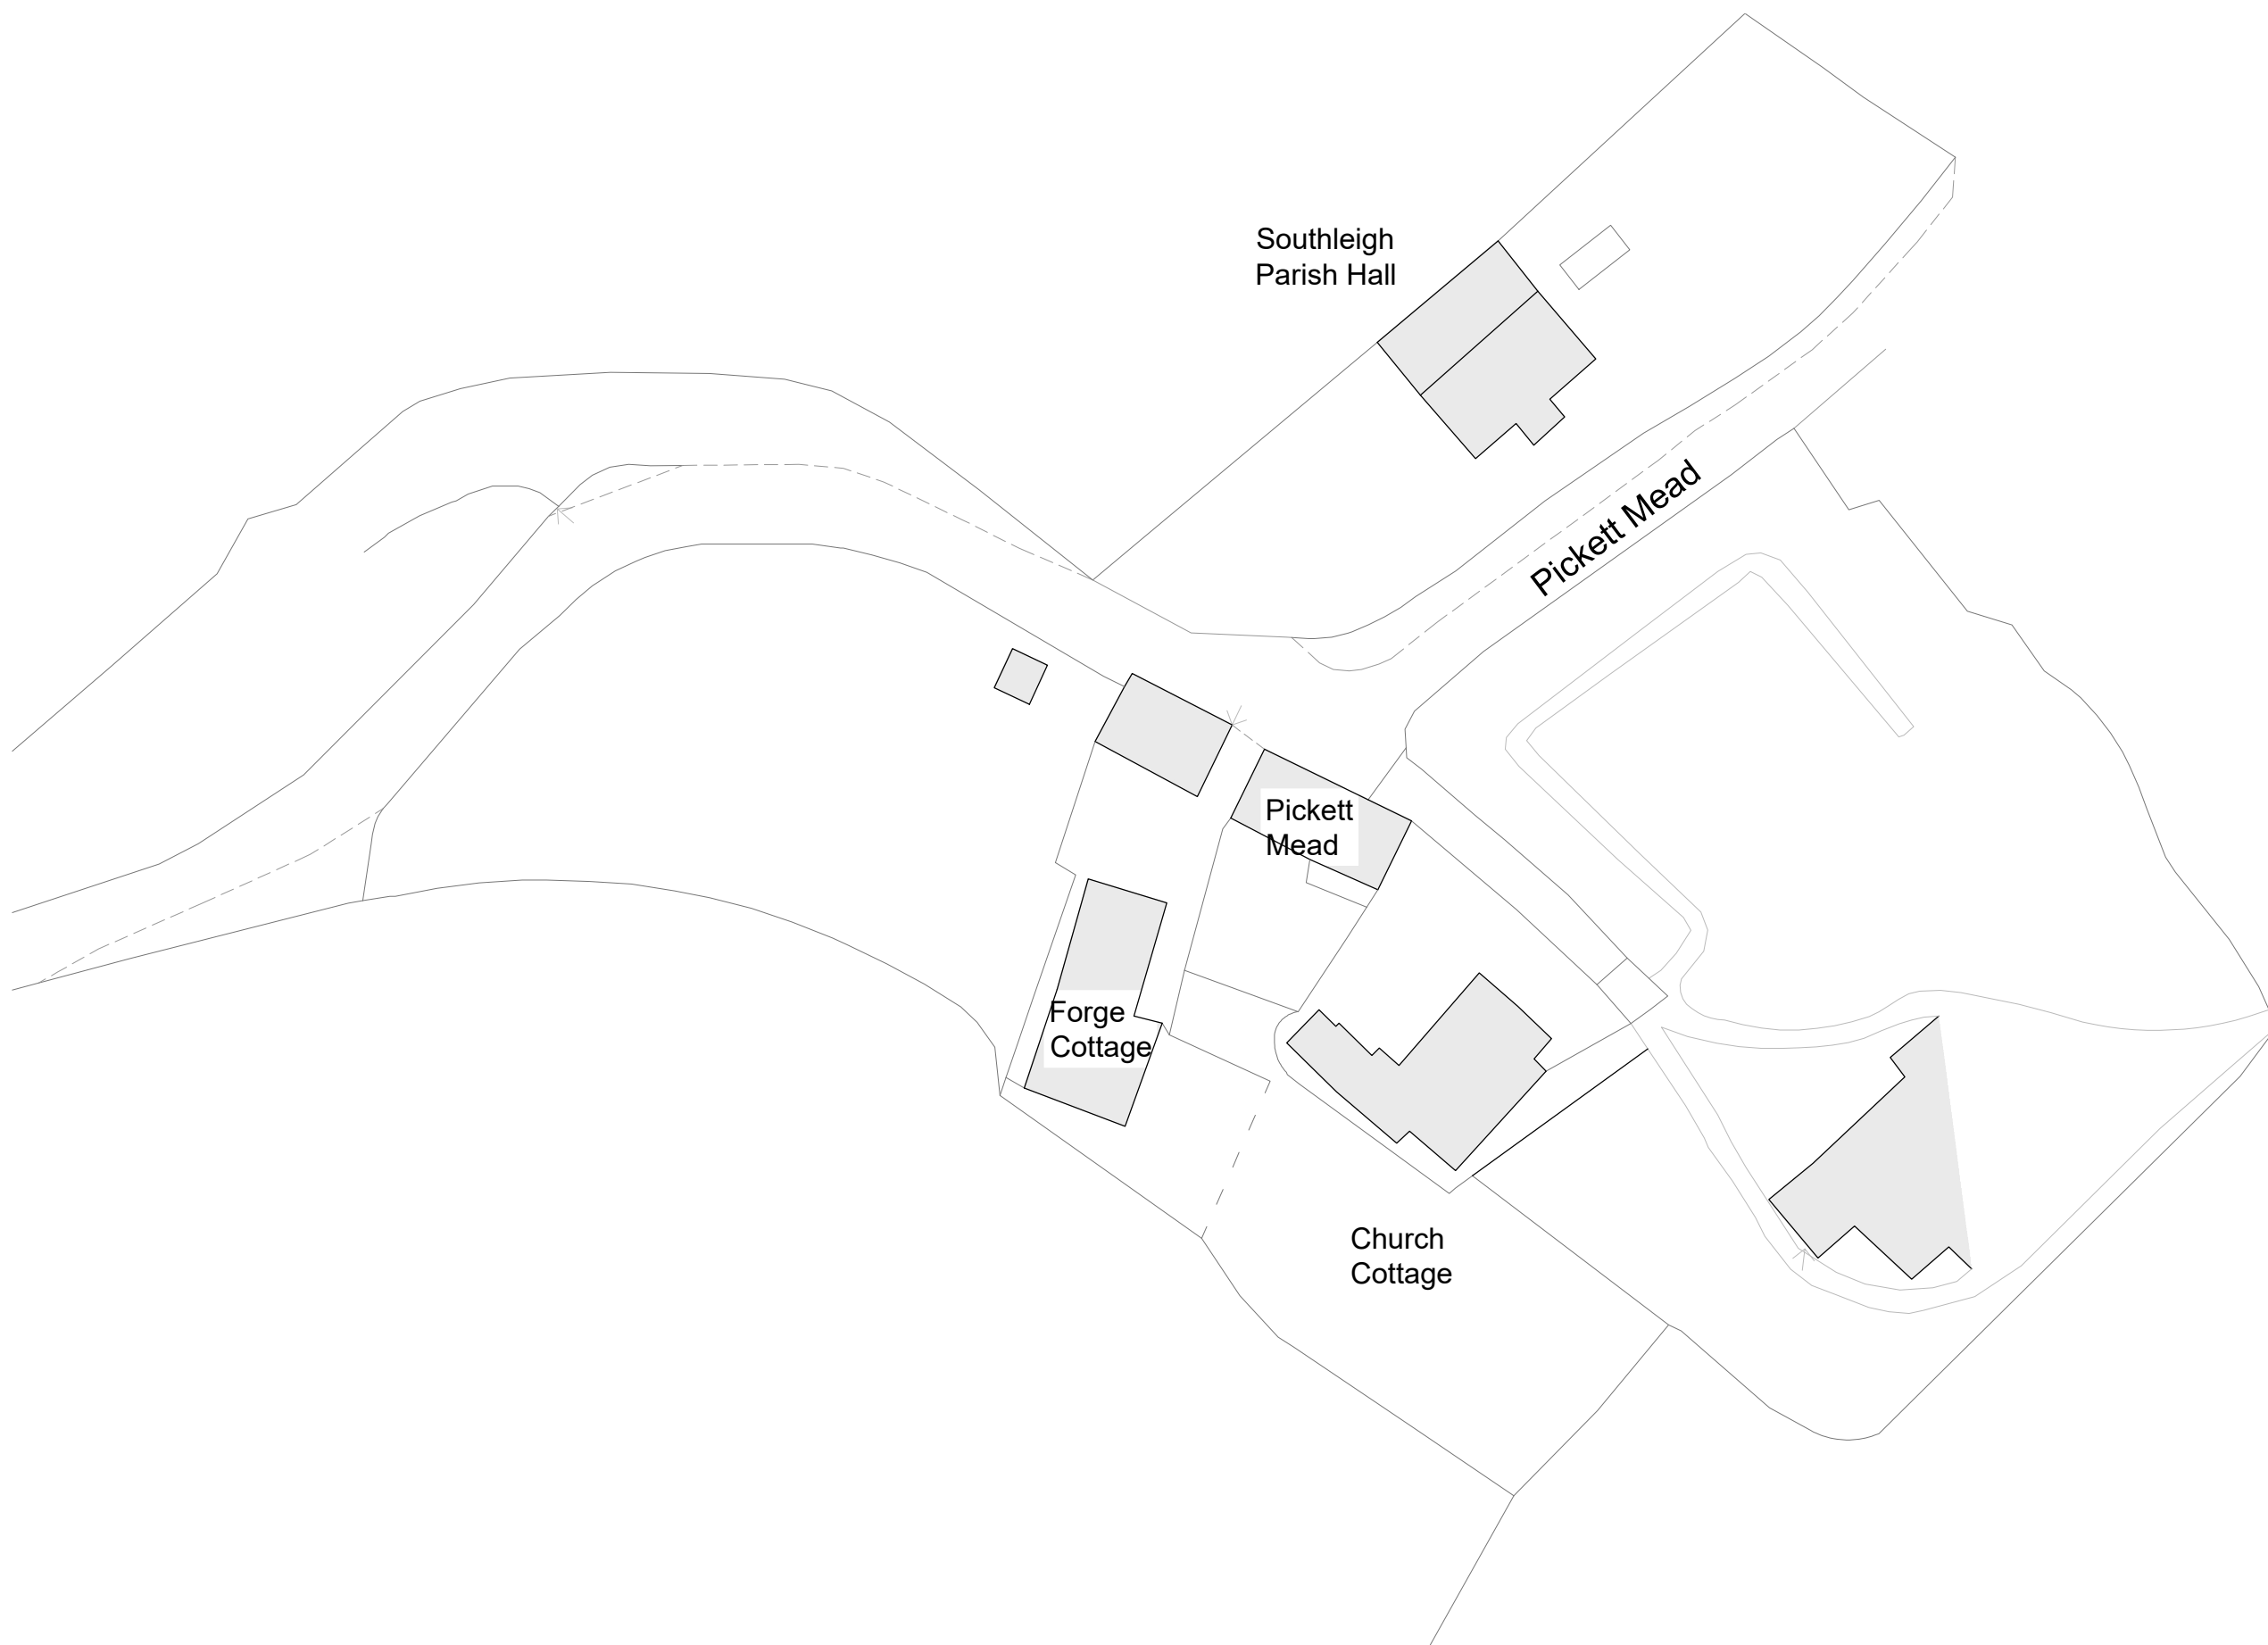 Southleigh
Parish Hall
Pickett Mead
Pickett
Mead
Forge
Cottage
Church
Cottage